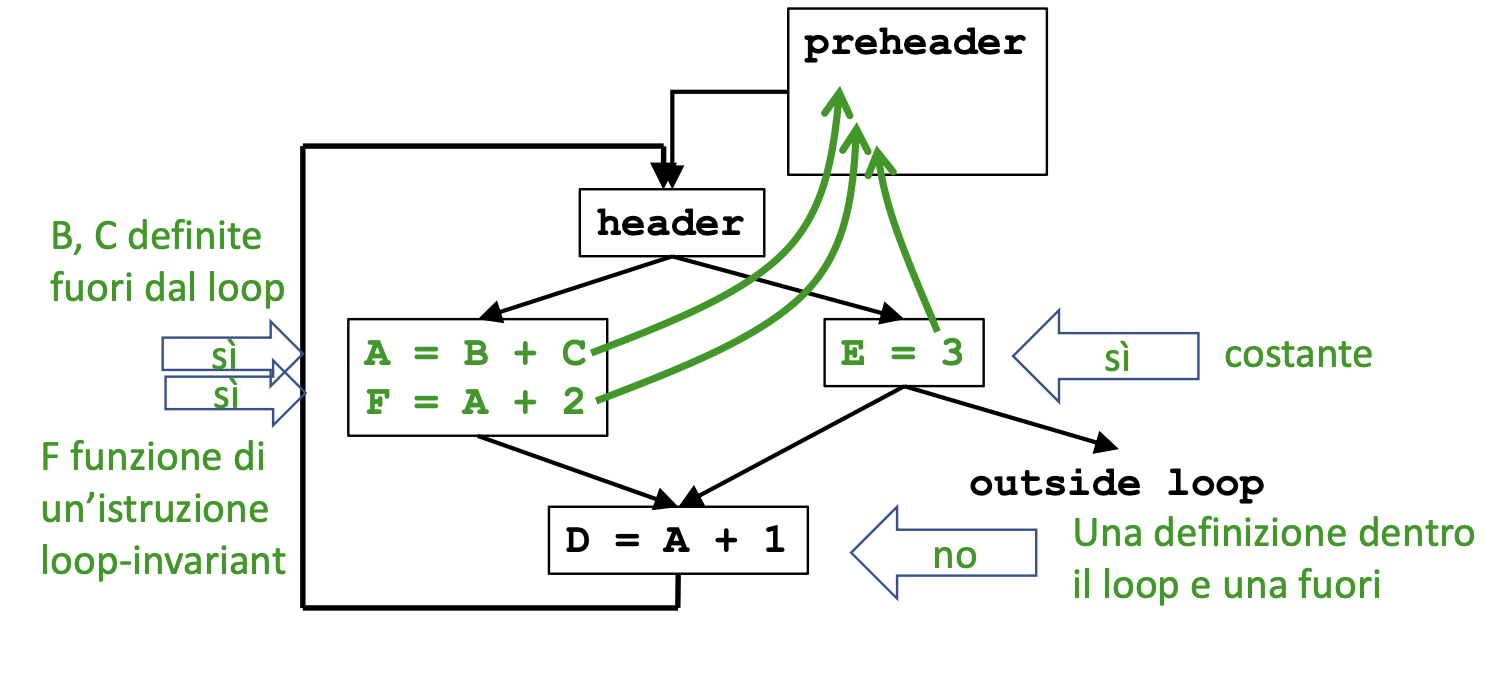 preheader
header
B, C definite
fuori dal loop
sì
sì
A = B + C
F = A + 2
E = 3
sì
costante
F funzione di
un’istruzione
loop-invariant
outside loop
D = A + 1
no
Una definizione dentro
il loop e una fuori